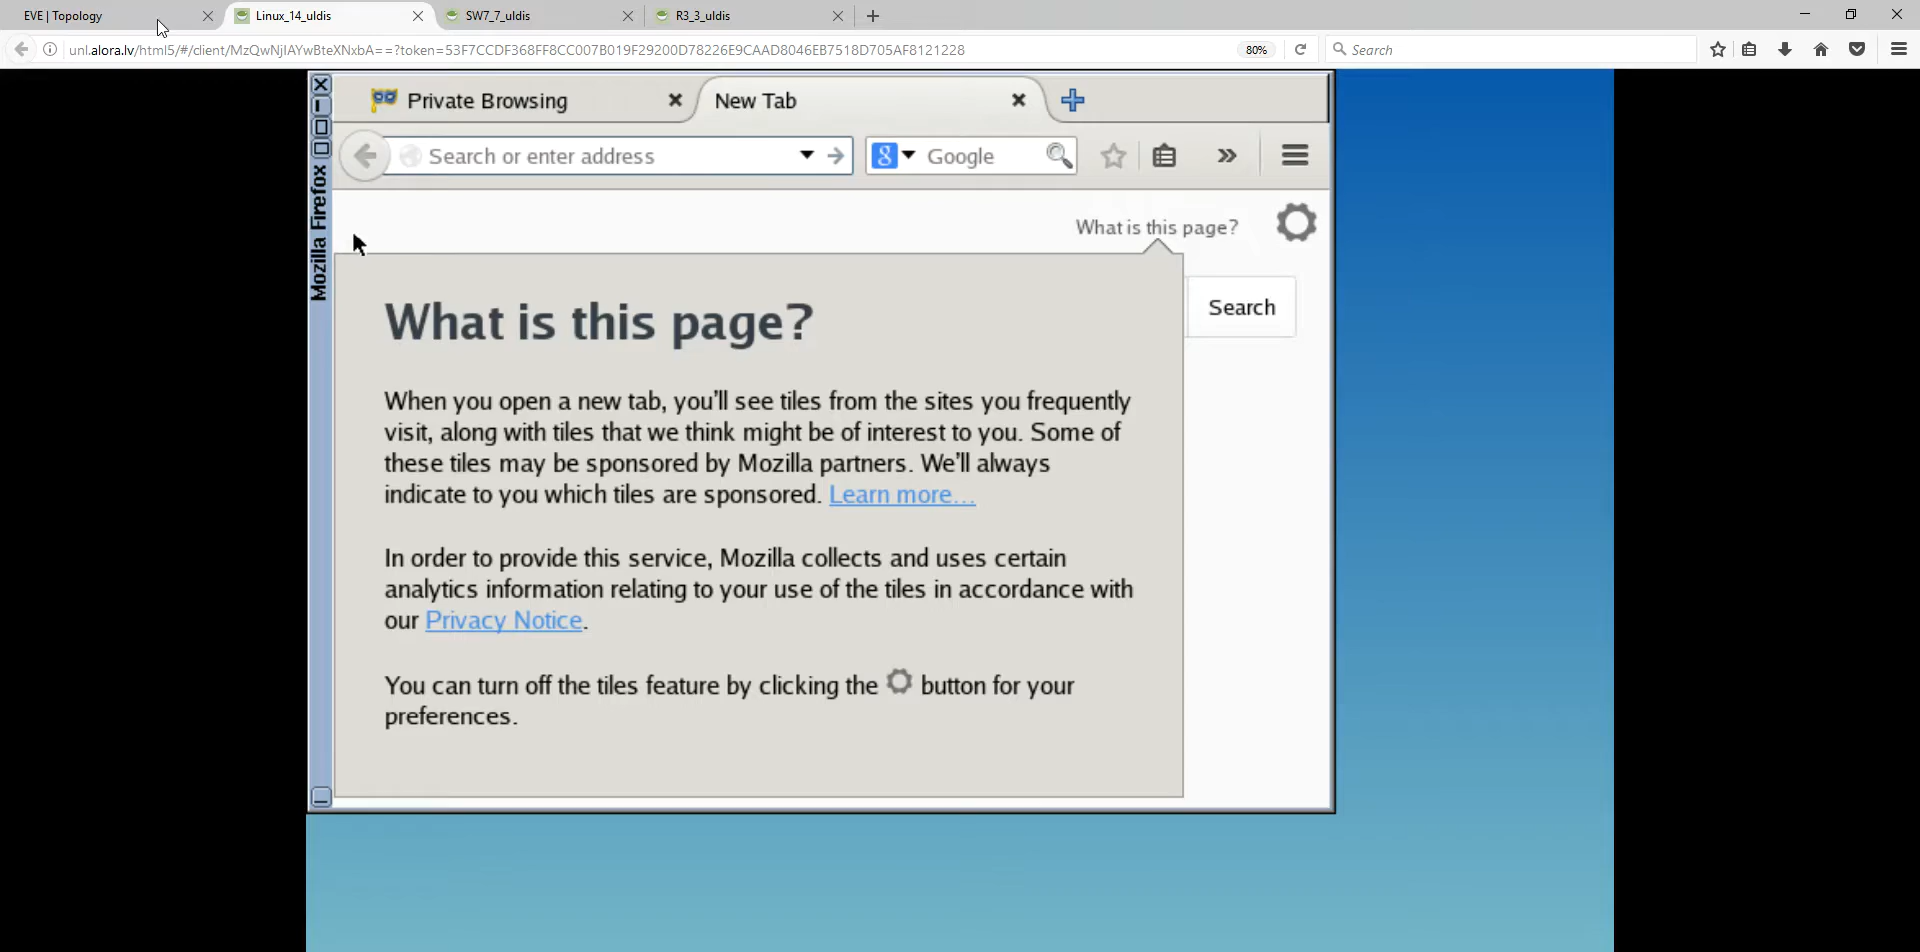 EVE | Topology
Linux_14_uldis
SW7_7_uldis
R3_3_uldis
unl.alora.lv/html5/#/client/MzQwNjIAYwBteXNxbA==?token=53F7CCDF368FF8CC007B019F29200D78226E9CAAD8046EB7518D705AF8121228
80%
Search
Mozilla Firefox
Private Browsing
New Tab
Search or enter address
8
Google
What is this page?
Search
What is this page?
When you open a new tab, you'll see tiles from the sites you frequently
visit, along with tiles that we think might be of interest to you. Some of
these tiles may be sponsored by Mozilla partners. We'll always
indicate to you which tiles are sponsored. Learn more...
In order to provide this service, Mozilla collects and uses certain
analytics information relating to your use of the tiles in accordance with
our Privacy Notice.
You can turn off the tiles feature by clicking the button for your
preferences.